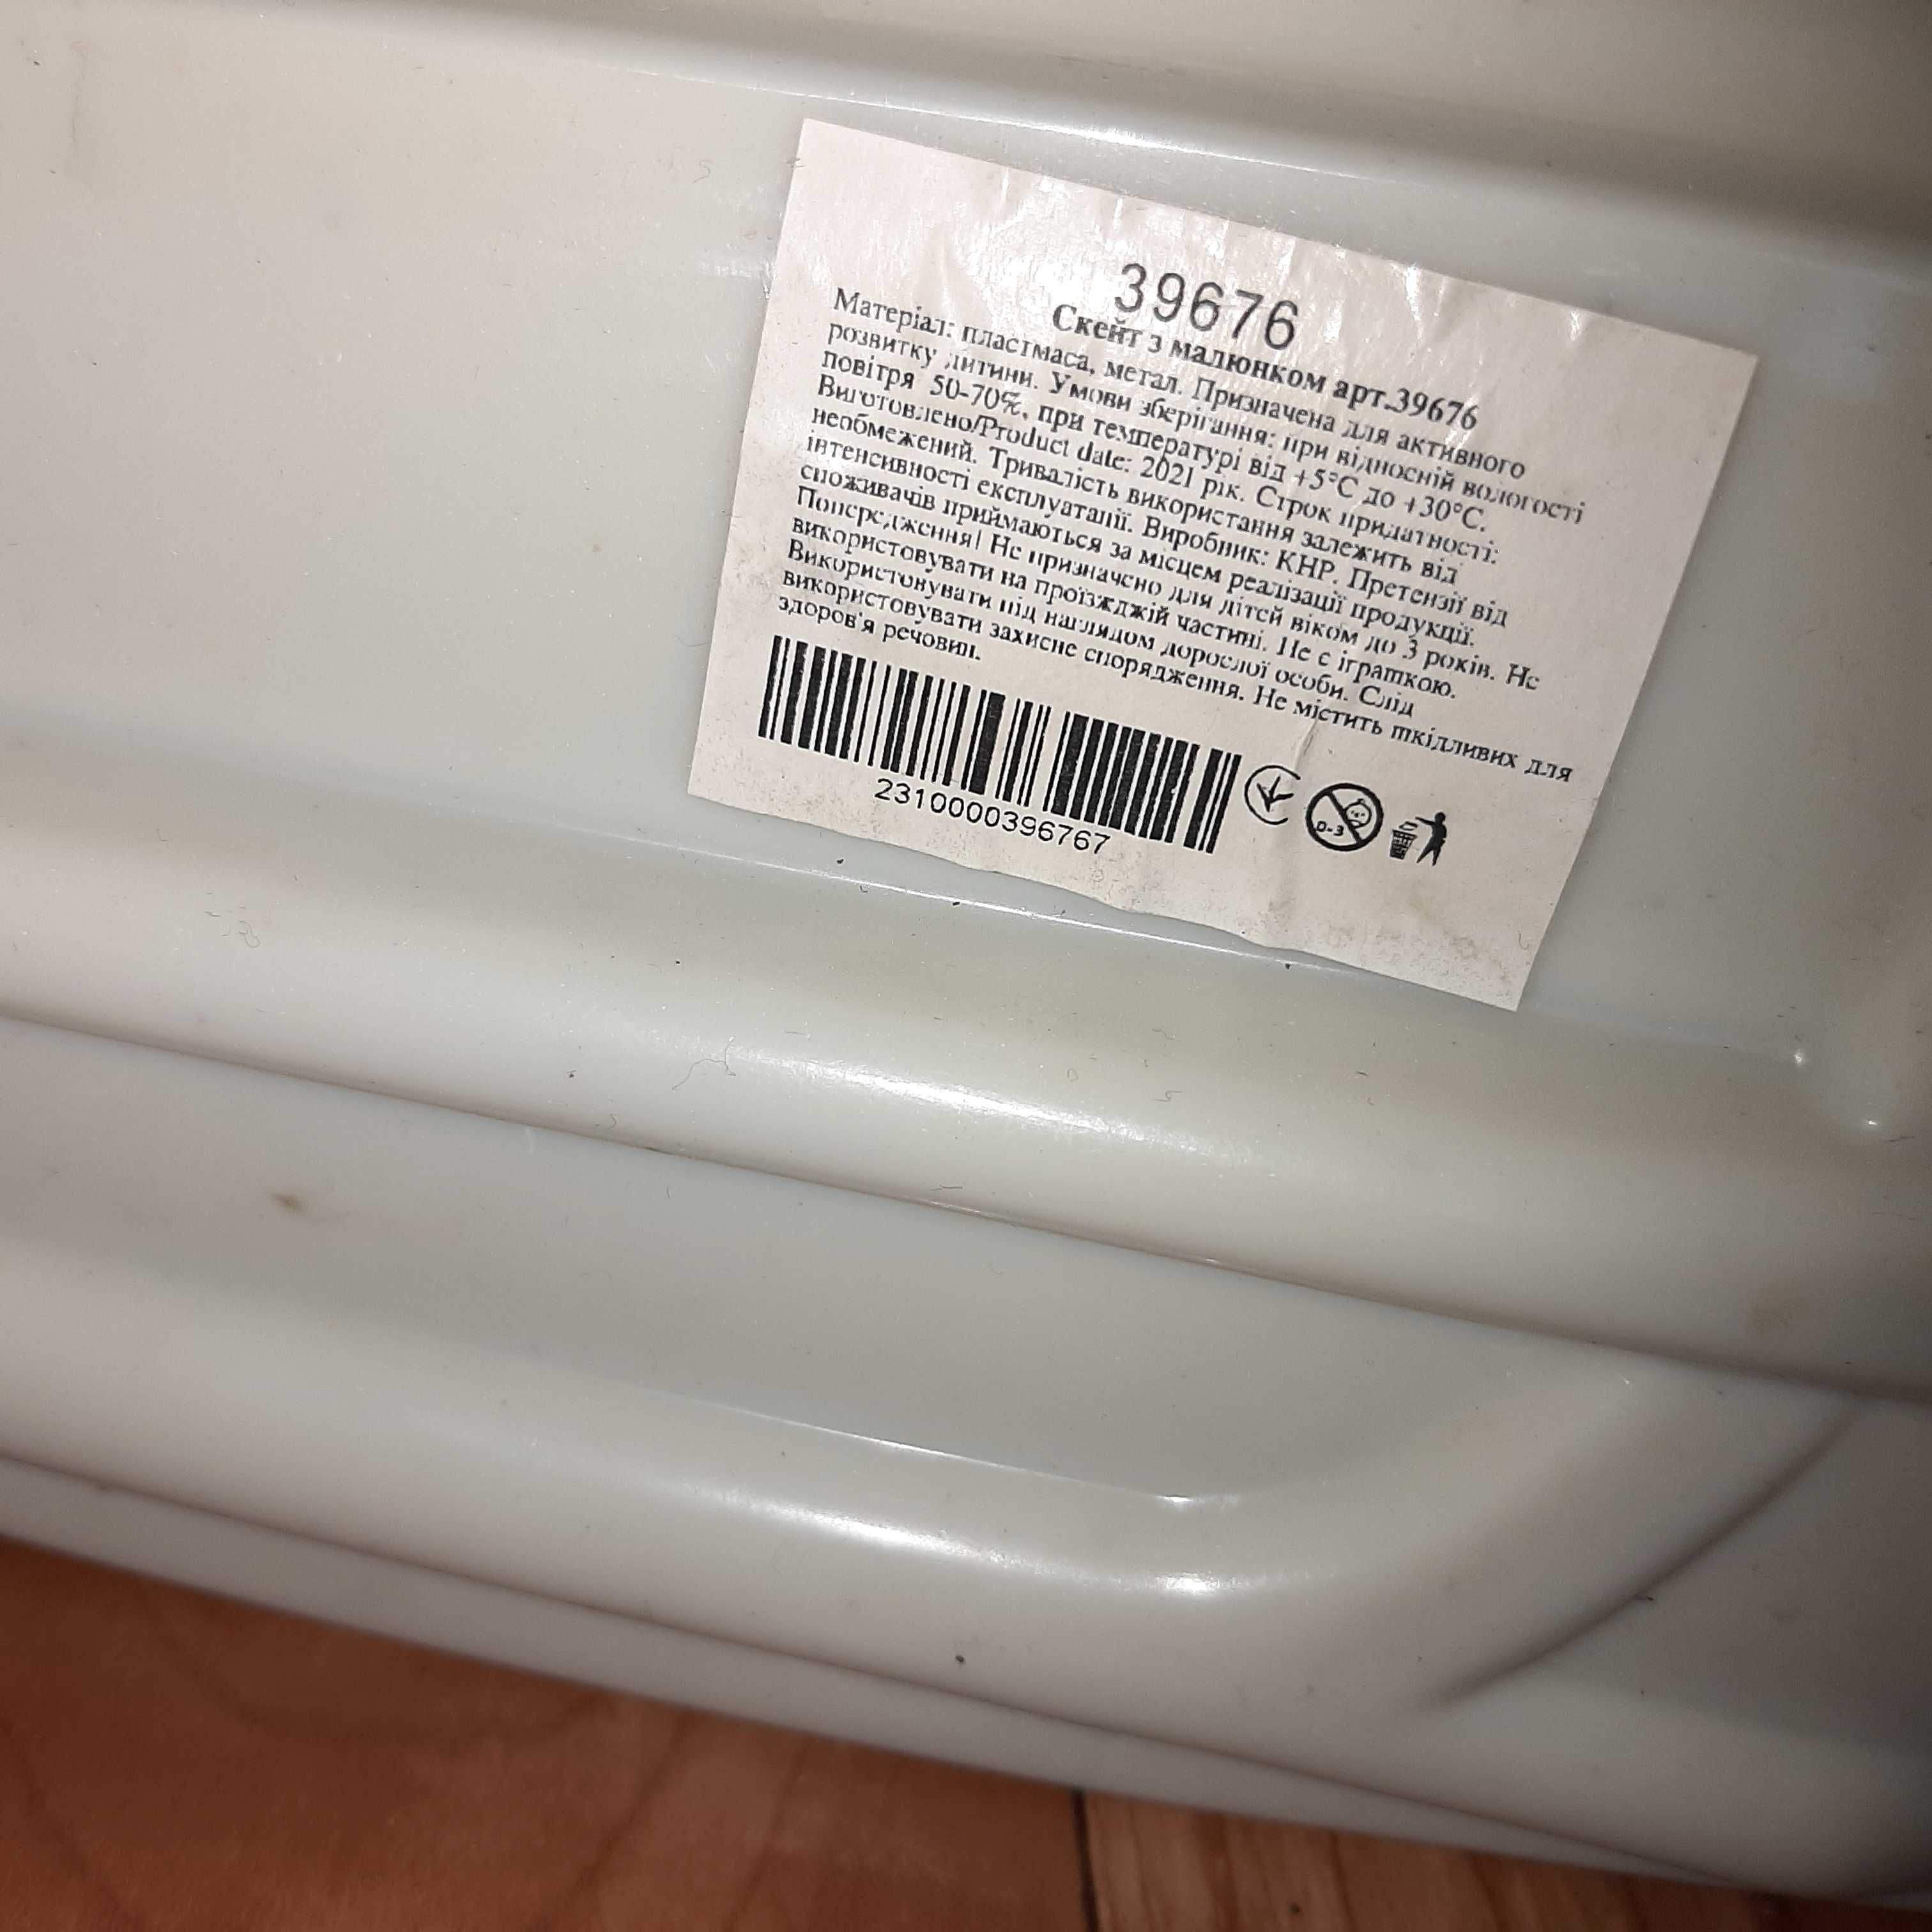 39676
Скейт з малюнком арт.39676
Матеріал: пластмаса, метал. Призначена для активного
розвитку дитини. Умови зберігання: при відносній вологості
повітря 50-70%, при температурі від +5°С до +30°С.
Виготовлено/Product date: 2021 рік. Строк придатності:
необмежений. Тривалість використання залежить від
інтенсивності експлуатації. Виробник: КНР. Претензії від
споживачів приймаються за місцем реалізації продукції.
Попередження! Не призначено для дітей віком до 3 років. Не
використовувати на проїзжджій частині. Не є іграшкою.
Використовувати під наглядом дорослої особи. Слід
використовувати захисне спорядження. Не містить шкідливих для
здоров'я речовин.
2310000396767
0-3